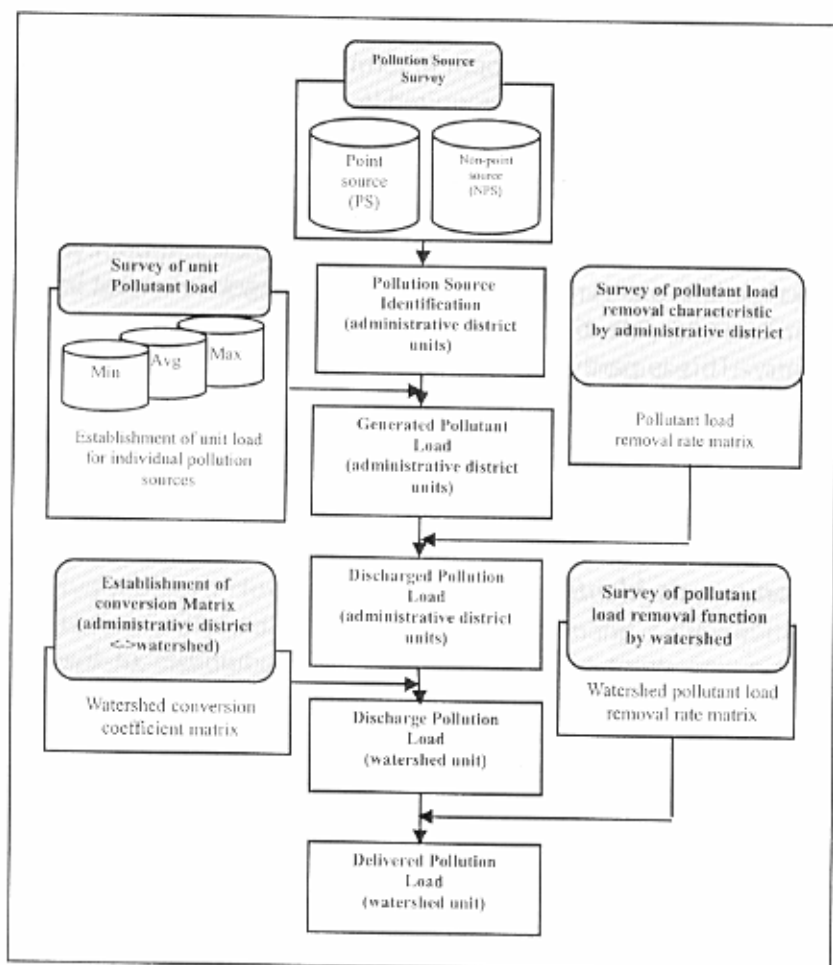 Pollution Source
Survey
Point
source
(PS)
Non-point
source
(NPS)
Survey of unit
Pollutant load
Min
Avg
Max
Establishment of unit load
for individual pollution
sources
Pollution Source
Identification
(administrative district
units)
Survey of pollutant load
removal characteristic
by administrative district
Pollutant load
removal rate matrix
Generated Pollutant
Load
(administrative district
units)
Establishment of
conversion Matrix
(administrative district
<->watershed)
Watershed conversion
coefficient matrix
Discharged Pollution
Load
(administrative district
units)
Survey of pollutant
load removal function
by watershed
Watershed pollutant load
removal rate matrix
Discharge Pollution
Load
(watershed unit)
Delivered Pollution
Load
(watershed unit)